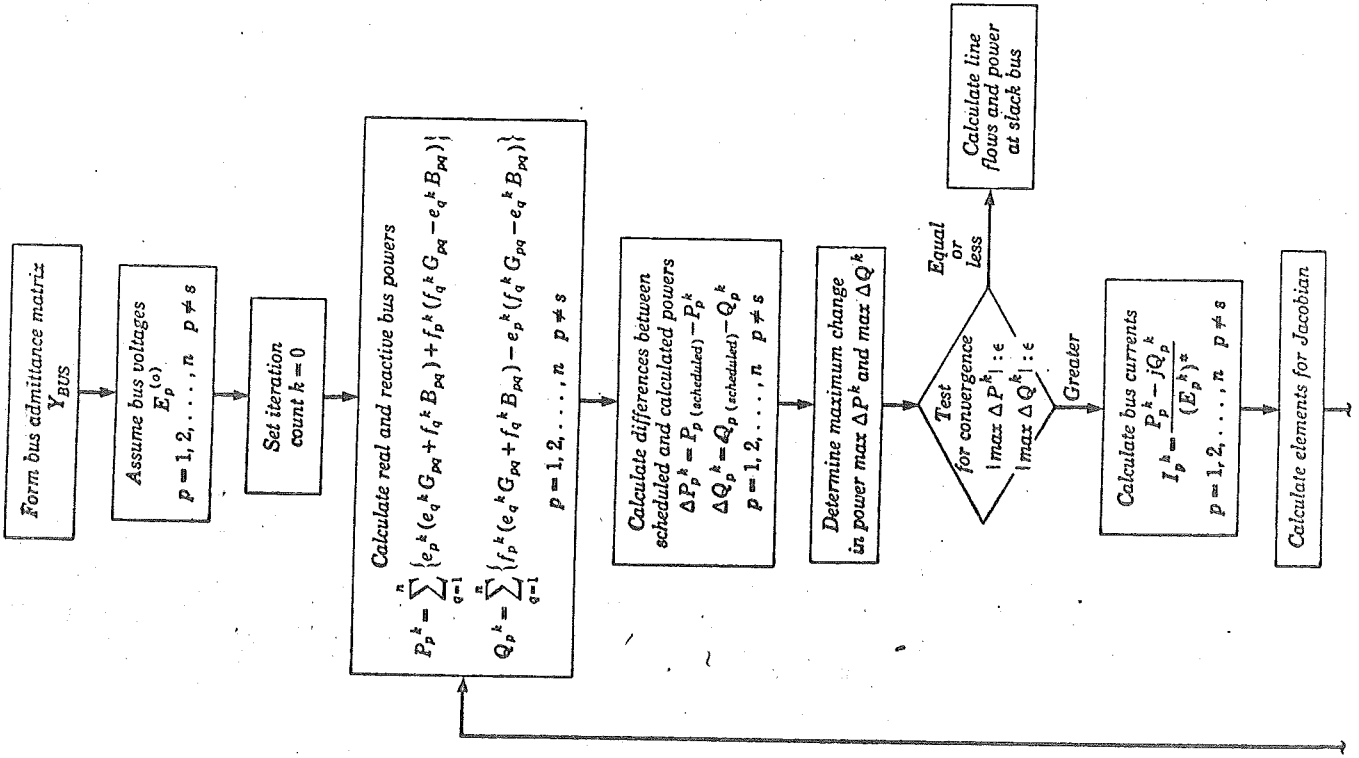 Form bus admittance matrix
Y_BUS
Assume bus voltages
E_p^(o)
p = 1, 2, . . . , n   p ≠ s
Set iteration
count k = 0
Calculate real and reactive bus powers
P_p^k = ∑_{q=1}^{n} {e_p^k (e_q^k G_pq + f_q^k B_pq) + f_p^k (f_q^k G_pq − e_q^k B_pq)}
Q_p^k = ∑_{q=1}^{n} {f_p^k (e_q^k G_pq + f_q^k B_pq) − e_p^k (f_q^k G_pq − e_q^k B_pq)}
p = 1, 2, . . . , n   p ≠ s
Calculate differences between
scheduled and calculated powers
ΔP_p^k = P_p (scheduled) − P_p^k
ΔQ_p^k = Q_p (scheduled) − Q_p^k
p = 1, 2, . . . , n   p ≠ s
Determine maximum change
in power max ΔP^k and max ΔQ^k
Test
for convergence
| max ΔP^k | : ε
| max ΔQ^k | : ε
Equal
or
less
Calculate line
flows and power
at slack bus
Greater
Calculate bus currents
I_p^k = (P_p^k − jQ_p^k) / (E_p^k)*
p = 1, 2, . . . , n   p ≠ s
Calculate elements for Jacobian